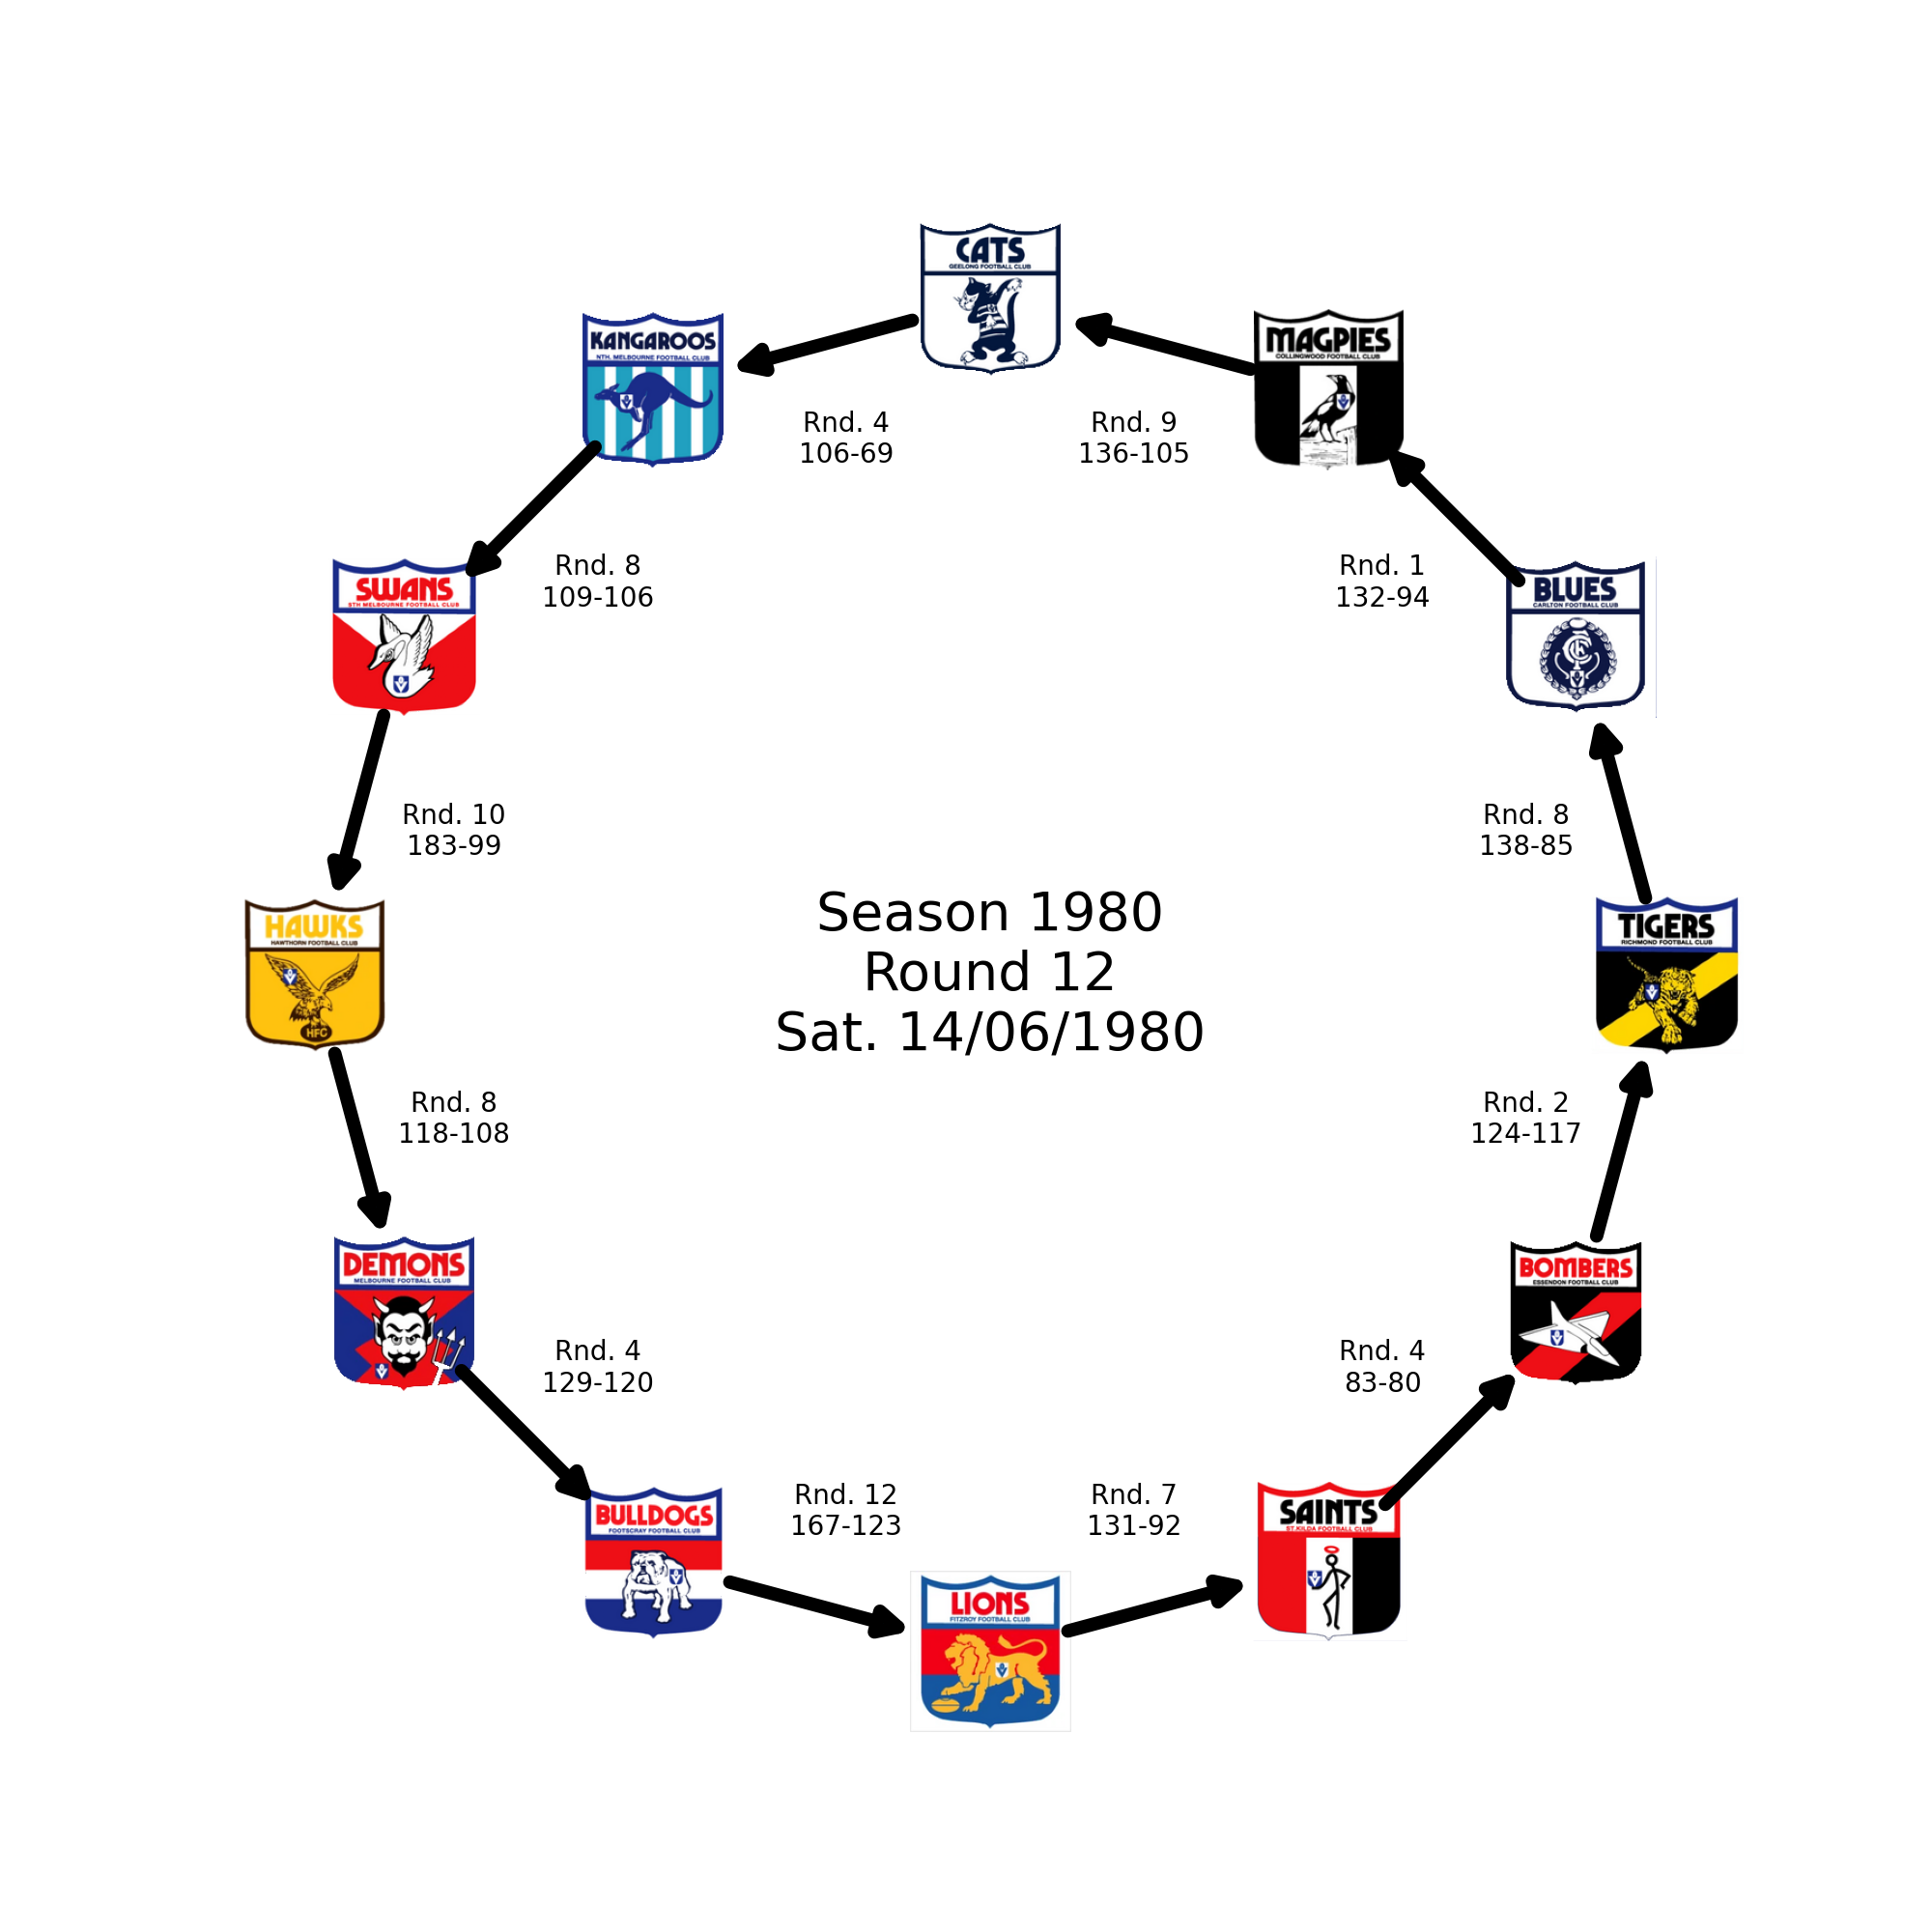 CATS
GEELONG FOOTBALL CLUB
KANGAROOS
NTH. MELBOURNE FOOTBALL CLUB
MAGPIES
COLLINGWOOD FOOTBALL CLUB
Rnd. 4
106-69
Rnd. 9
136-105
SWANS
STH MELBOURNE FOOTBALL CLUB
Rnd. 8
109-106
Rnd. 1
132-94
BLUES
CARLTON FOOTBALL CLUB
CFC
Rnd. 10
183-99
Rnd. 8
138-85
HAWKS
HAWTHORN FOOTBALL CLUB
HFC
Season 1980
Round 12
Sat. 14/06/1980
TIGERS
RICHMOND FOOTBALL CLUB
Rnd. 8
118-108
Rnd. 2
124-117
DEMONS
MELBOURNE FOOTBALL CLUB
BOMBERS
ESSENDON FOOTBALL CLUB
Rnd. 4
129-120
Rnd. 4
83-80
BULLDOGS
FOOTSCRAY FOOTBALL CLUB
Rnd. 12
167-123
Rnd. 7
131-92
SAINTS
ST.KILDA FOOTBALL CLUB
LIONS
FITZROY FOOTBALL CLUB